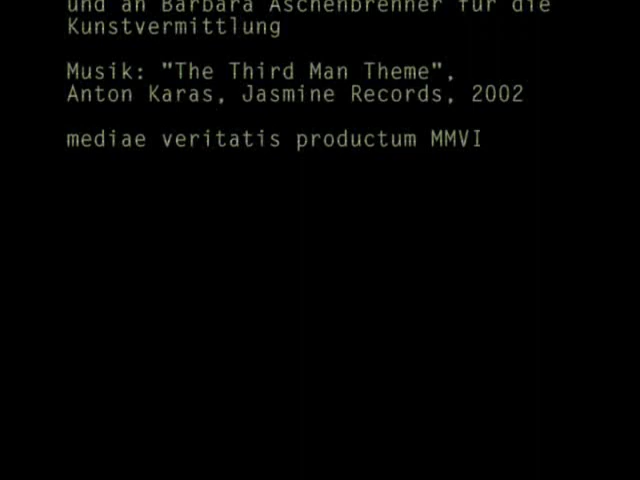 und an Barbara Aschenbrenner für die
Kunstvermittlung
Musik: "The Third Man Theme",
Anton Karas, Jasmine Records, 2002
mediae veritatis productum MMVI